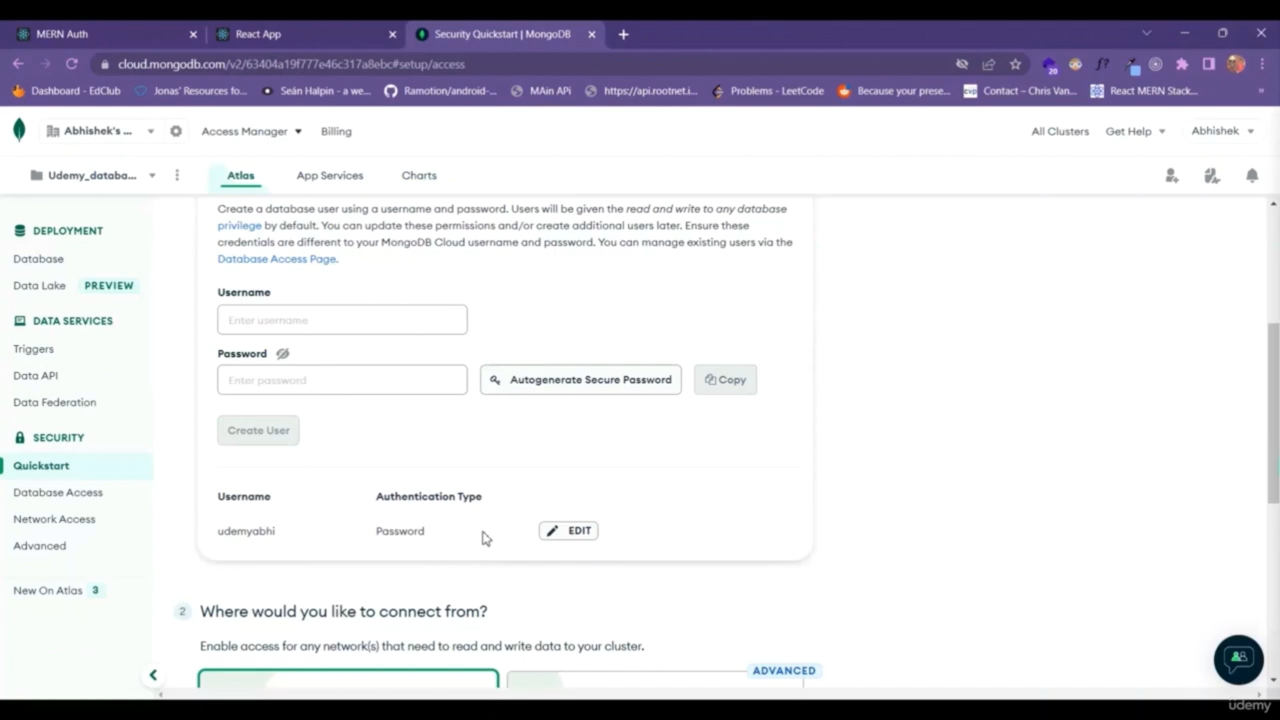 MERN Auth
React App
Security Quickstart | MongoDB
cloud.mongodb.com/v2/63404a19f777e46c317a8ebc#setup/access
20
f?
Dashboard - EdClub
Jonas' Resources fo...
Seán Halpin - a we...
Ramotion/android-...
MAin APi
https://api.rootnet.i...
Problems - LeetCode
Because your prese...
cvp
Contact – Chris Van...
React MERN Stack...
»
Abhishek's ...
Access Manager
Billing
All Clusters
Get Help
Abhishek
Udemy_databa...
Atlas
App Services
Charts
DEPLOYMENT
Database
Data Lake
PREVIEW
DATA SERVICES
Triggers
Data API
Data Federation
SECURITY
Quickstart
Database Access
Network Access
Advanced
New On Atlas 3
Create a database user using a username and password. Users will be given the read and write to any database
privilege by default. You can update these permissions and/or create additional users later. Ensure these
credentials are different to your MongoDB Cloud username and password. You can manage existing users via the
Database Access Page.
Username
Enter username
Password
Enter password
Autogenerate Secure Password
Copy
Create User
Username
Authentication Type
udemyabhi
Password
EDIT
2 Where would you like to connect from?
Enable access for any network(s) that need to read and write data to your cluster.
ADVANCED
udemy